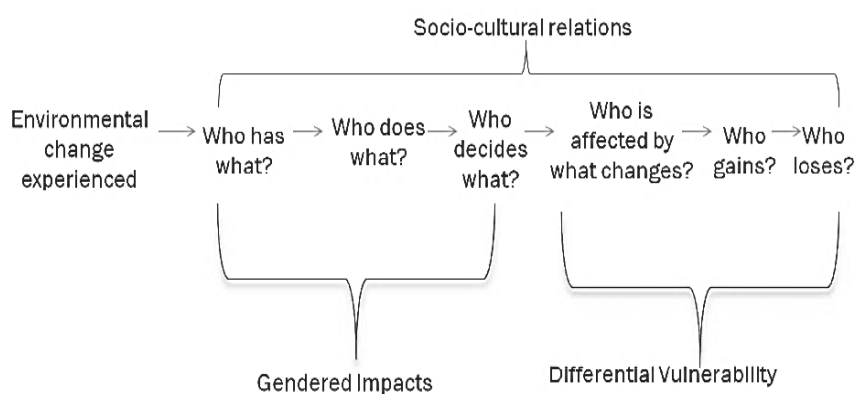 Socio-cultural relations
Environmental
change
experienced
Who has
what?
Who does
what?
Who
decides
what?
Who is
affected by
what changes?
Who
gains?
Who
loses?
Gendered Impacts
Differential Vulnerability